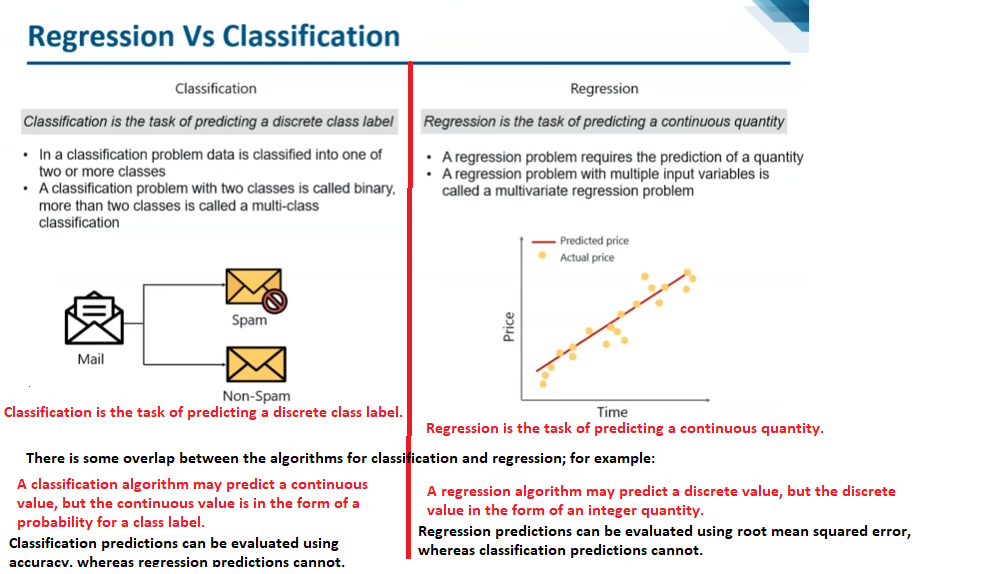 Regression Vs Classification
Classification
Classification is the task of predicting a discrete class label
• In a classification problem data is classified into one of
two or more classes
• A classification problem with two classes is called binary,
more than two classes is called a multi-class
classification
Mail
Spam
Non-Spam
Classification is the task of predicting a discrete class label.
Regression
Regression is the task of predicting a continuous quantity
• A regression problem requires the prediction of a quantity
• A regression problem with multiple input variables is
called a multivariate regression problem
Predicted price
Actual price
Price
Time
Regression is the task of predicting a continuous quantity.
There is some overlap between the algorithms for classification and regression; for example:
A classification algorithm may predict a continuous
value, but the continuous value is in the form of a
probability for a class label.
Classification predictions can be evaluated using
accuracy, whereas regression predictions cannot.
A regression algorithm may predict a discrete value, but the discrete
value in the form of an integer quantity.
Regression predictions can be evaluated using root mean squared error,
whereas classification predictions cannot.